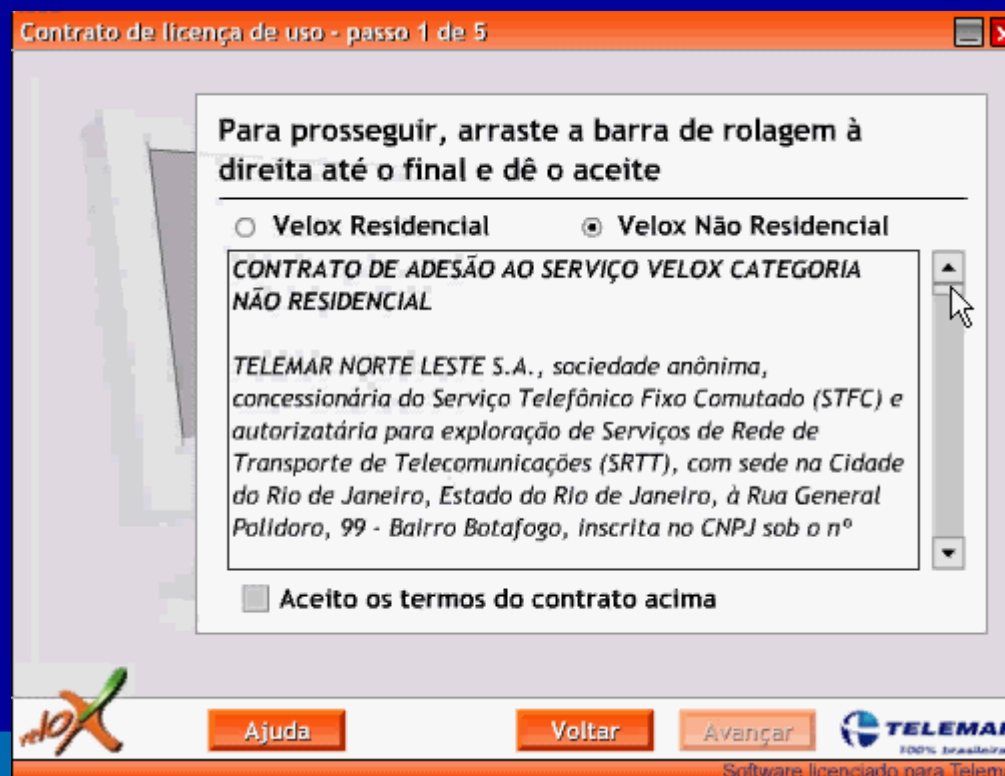 Contrato de licença de uso - passo 1 de 5
Para prosseguir, arraste a barra de rolagem à
direita até o final e dê o aceite
Velox Residencial
Velox Não Residencial
CONTRATO DE ADESÃO AO SERVIÇO VELOX CATEGORIA
NÃO RESIDENCIAL
TELEMAR NORTE LESTE S.A., sociedade anônima,
concessionária do Serviço Telefônico Fixo Comutado (STFC) e
autorizatária para exploração de Serviços de Rede de
Transporte de Telecomunicações (SRTT), com sede na Cidade
do Rio de Janeiro, Estado do Rio de Janeiro, à Rua General
Polidoro, 99 - Bairro Botafogo, inscrita no CNPJ sob o nº
Aceito os termos do contrato acima
velox
Ajuda
Voltar
Avançar
TELEMAR
100% brasileira
Software licenciado para Telem